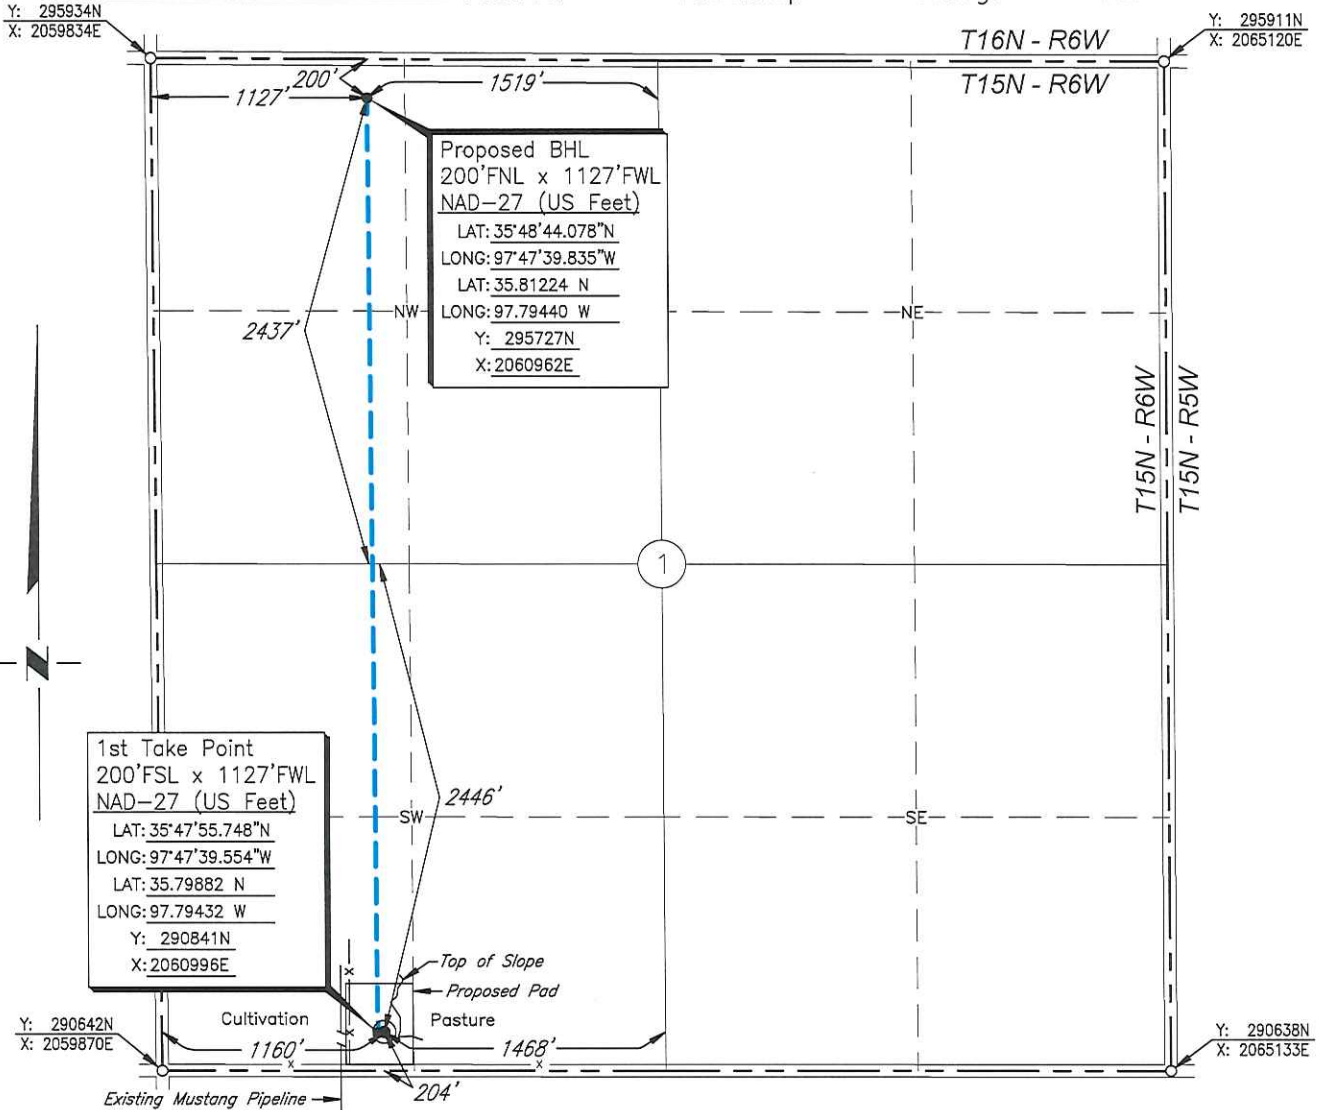 Y: 295934N
X: 2059834E
Y: 295911N
X: 2065120E
T16N - R6W
T15N - R6W
200'
1127'
1519'
Proposed BHL
200'FNL x 1127'FWL
NAD-27 (US Feet)
LAT: 35°48'44.078"N
LONG: 97°47'39.835"W
LAT: 35.81224 N
LONG: 97.79440 W
Y: 295727N
X: 2060962E
NW
NE
2437'
T15N - R6W
T15N - R5W
1
N
1st Take Point
200'FSL x 1127'FWL
NAD-27 (US Feet)
LAT: 35°47'55.748"N
LONG: 97°47'39.554"W
LAT: 35.79882 N
LONG: 97.79432 W
Y: 290841N
X: 2060996E
2446'
SW
SE
Top of Slope
Proposed Pad
Cultivation
Pasture
Y: 290642N
X: 2059870E
1160'
1468'
Y: 290638N
X: 2065133E
204'
Existing Mustang Pipeline